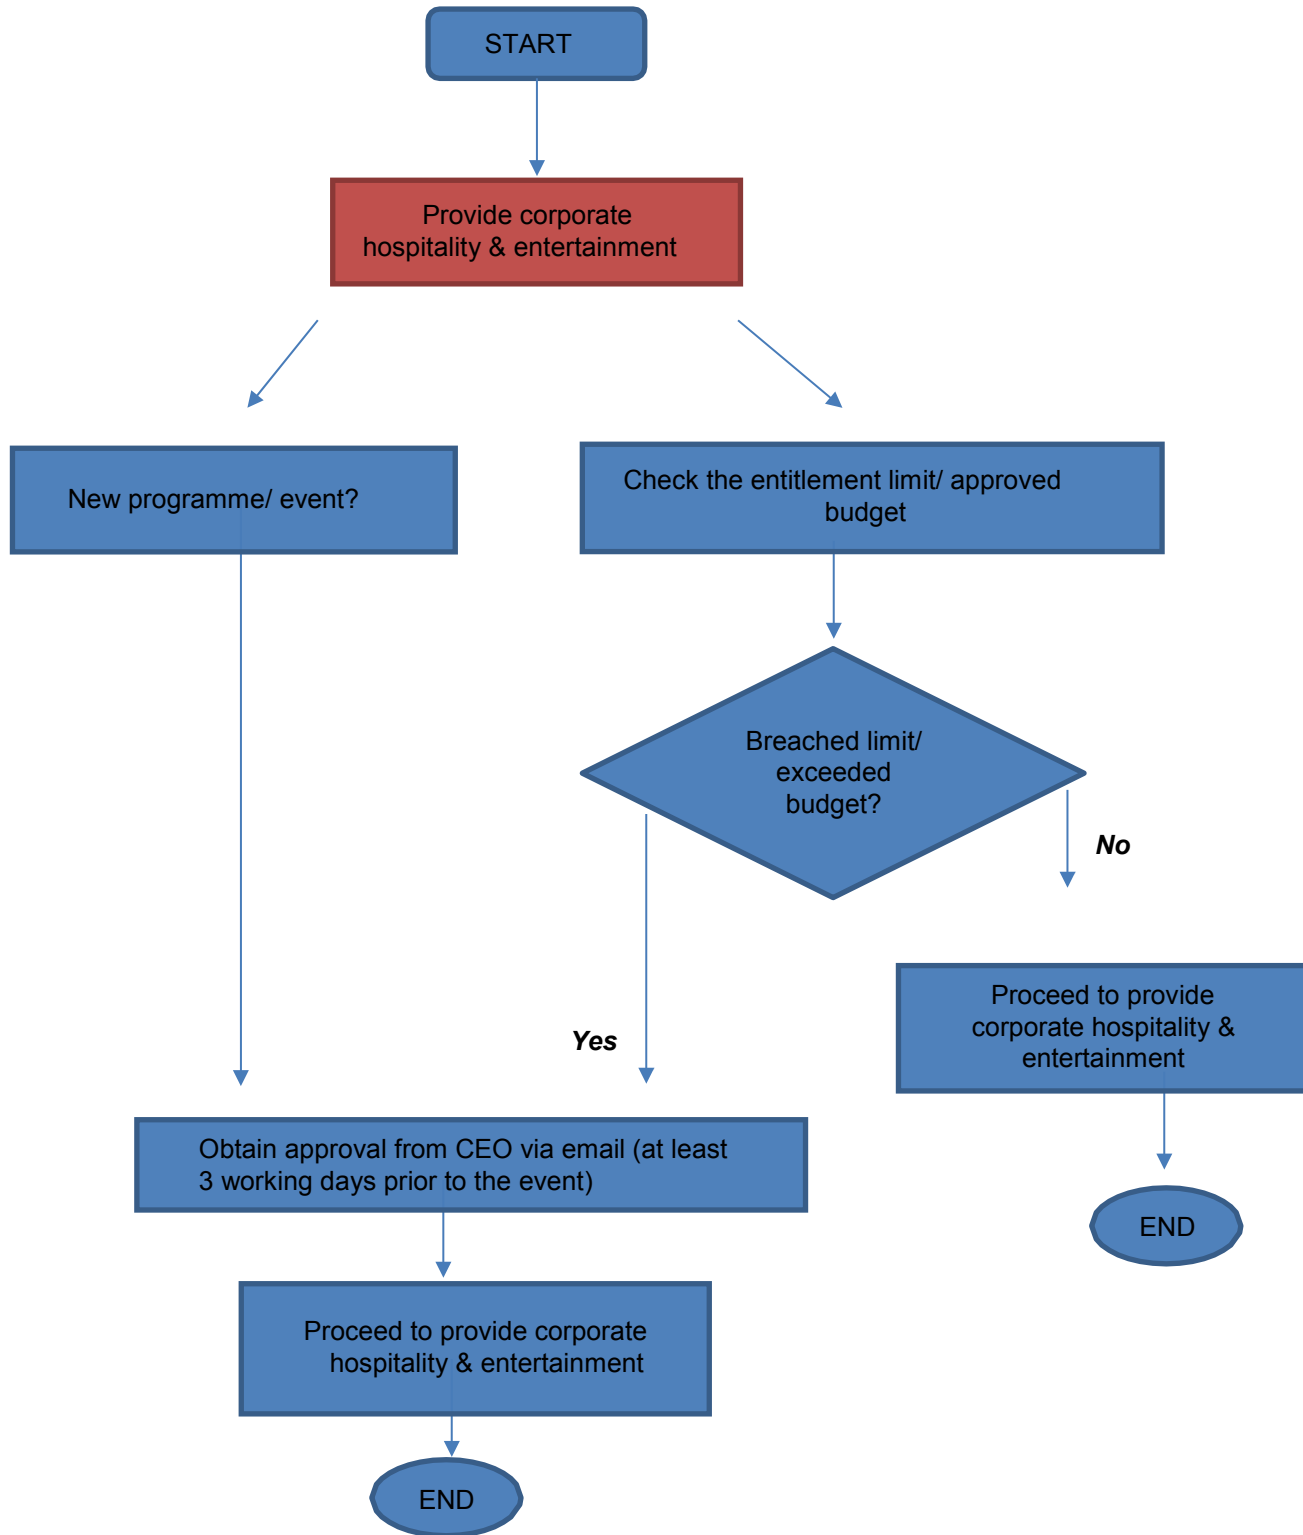 START
Provide corporate
hospitality & entertainment
New programme/ event?
Check the entitlement limit/ approved
budget
Breached limit/
exceeded
budget?
No
Yes
Proceed to provide
corporate hospitality &
entertainment
Obtain approval from CEO via email (at least
3 working days prior to the event)
END
Proceed to provide corporate
hospitality & entertainment
END